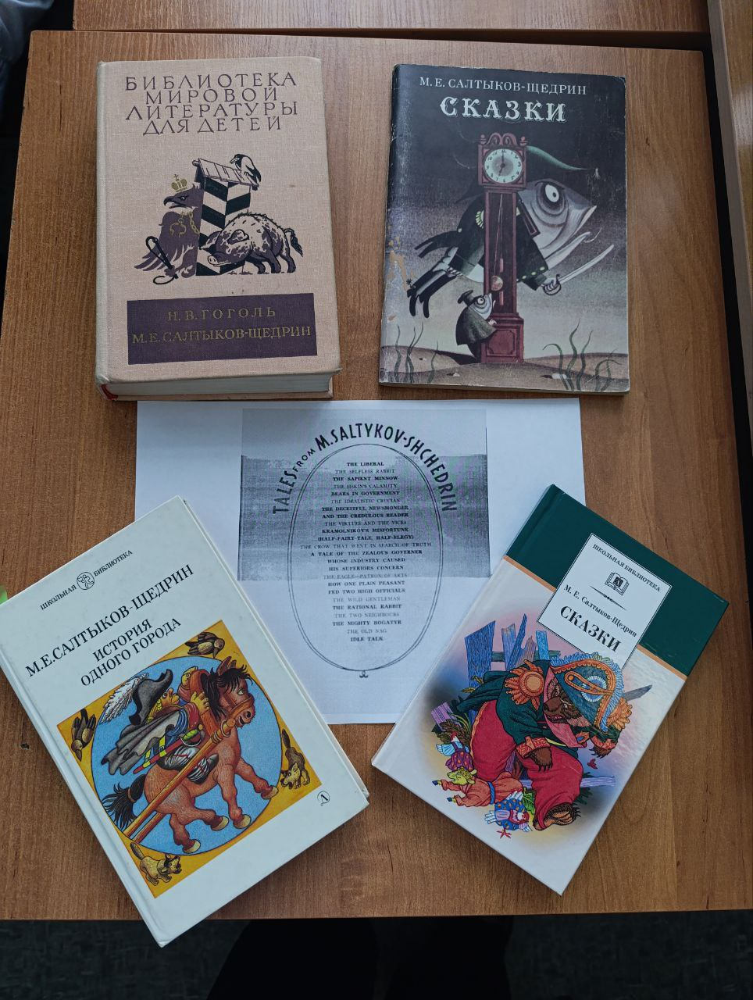 БИБЛИОТЕКА
МИРОВОЙ
ЛИТЕРАТУРЫ
ДЛЯ ДЕТЕЙ
Н. В. ГОГОЛЬ
М. Е. САЛТЫКОВ-ЩЕДРИН
М. Е. САЛТЫКОВ-ЩЕДРИН
СКАЗКИ
TALES FROM M. SALTYKOV-SHCHEDRIN
THE LIBERAL
THE SELFLESS RABBIT
THE SAPIENT MINNOW
THE SISKIN'S CALAMITY
BEARS IN GOVERNMENT
THE IDEALISTIC CRUCIAN
THE DECEITFUL NEWSMONGER
AND THE CREDULOUS READER
THE VIRTUES AND THE VICES
KRAMOLNIKOV'S MISFORTUNE
(HALF-FAIRY-TALE, HALF-ELEGY)
THE CROW THAT WENT IN SEARCH OF TRUTH
A TALE OF THE ZEALOUS GOVERNER
WHOSE INDUSTRY CAUSED
HIS SUPERIORS CONCERN
THE EAGLE—PATRON OF ARTS
HOW ONE PLAIN PEASANT
FED TWO HIGH OFFICIALS
THE WILD GENTLEMAN
THE RATIONAL RABBIT
THE TWO NEIGHBOURS
THE MIGHTY BOGATYR
THE OLD NAG
IDLE TALK
ШКОЛЬНАЯ БИБЛИОТЕКА
М.Е.САЛТЫКОВ-ЩЕДРИН
ИСТОРИЯ
ОДНОГО ГОРОДА
ШКОЛЬНАЯ БИБЛИОТЕКА
М. Е. Салтыков-Щедрин
СКАЗКИ